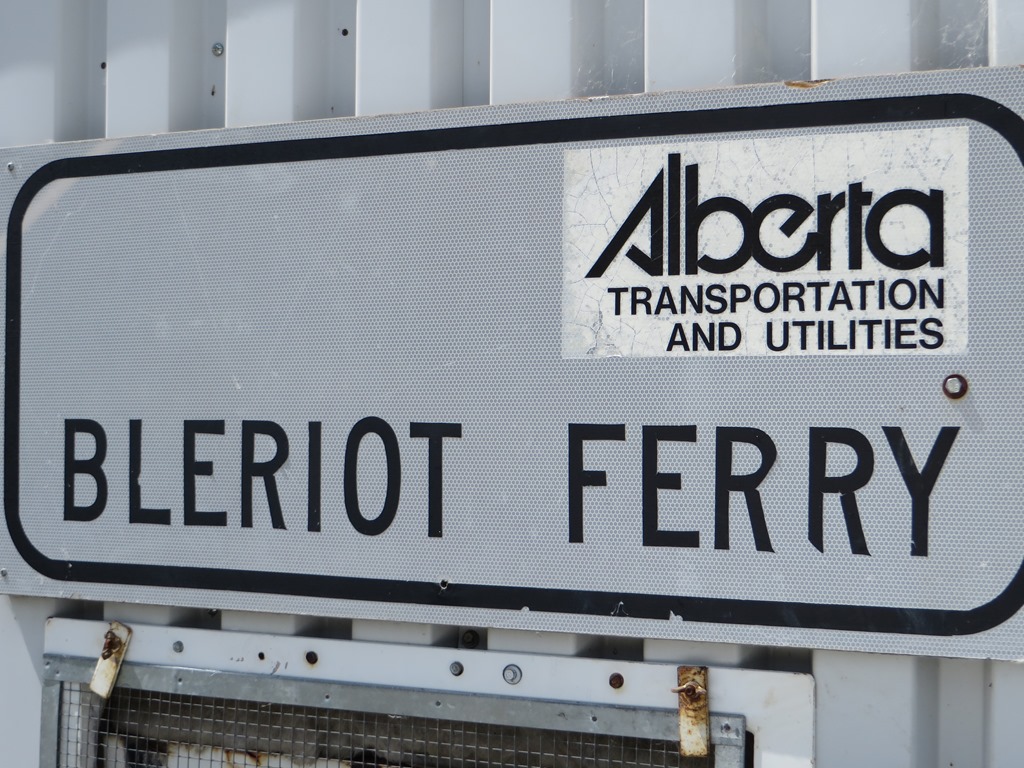 Alberta
TRANSPORTATION
AND UTILITIES
BLERIOT FERRY